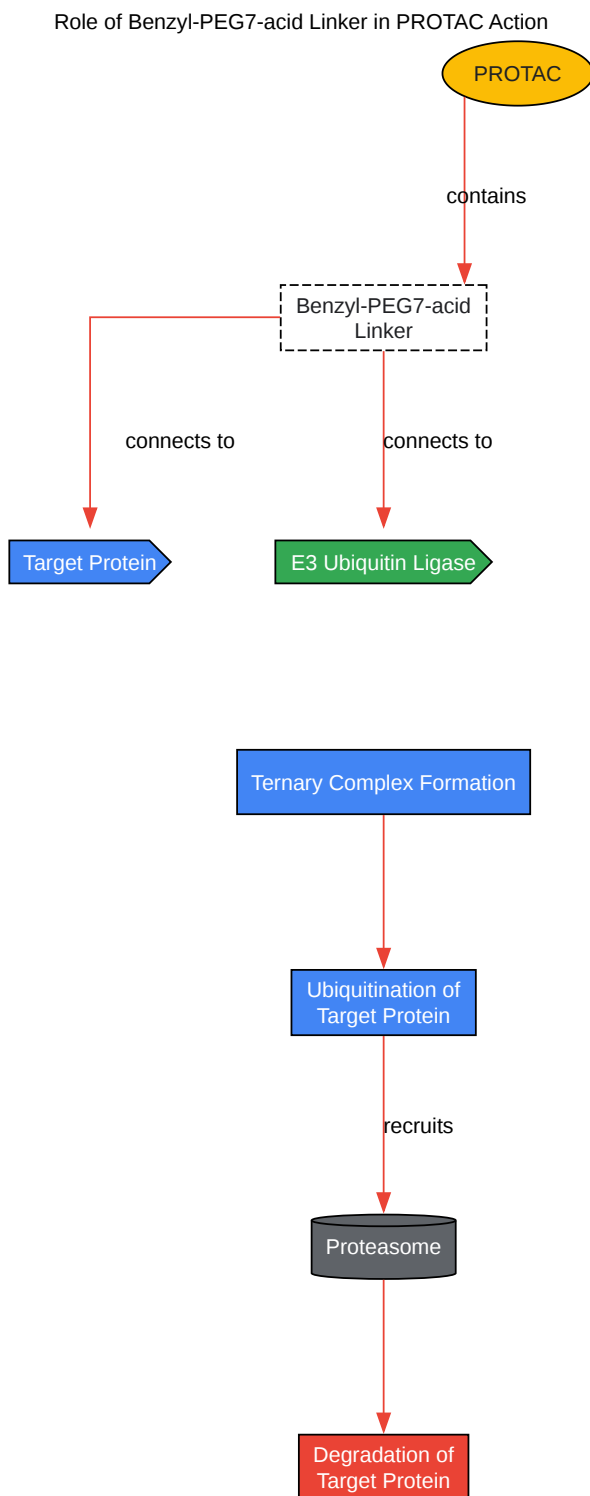 Role of Benzyl-PEG7-acid Linker in PROTAC Action
PROTAC
contains
Benzyl-PEG7-acid
Linker
connects to
connects to
Target Protein
E3 Ubiquitin Ligase
Ternary Complex Formation
Ubiquitination of
Target Protein
recruits
Proteasome
Degradation of
Target Protein